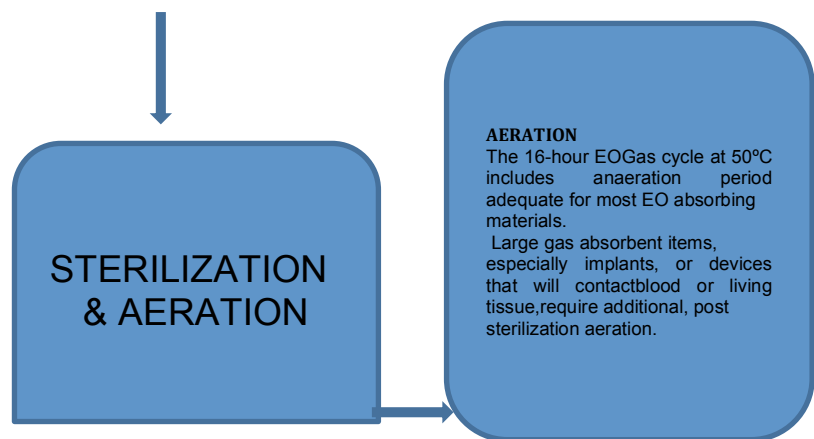 STERILIZATION
& AERATION
AERATION
The 16-hour EOGas cycle at 50ºC
includes anaeration period
adequate for most EO absorbing
materials.
Large gas absorbent items,
especially implants, or devices
that will contactblood or living
tissue,require additional, post
sterilization aeration.